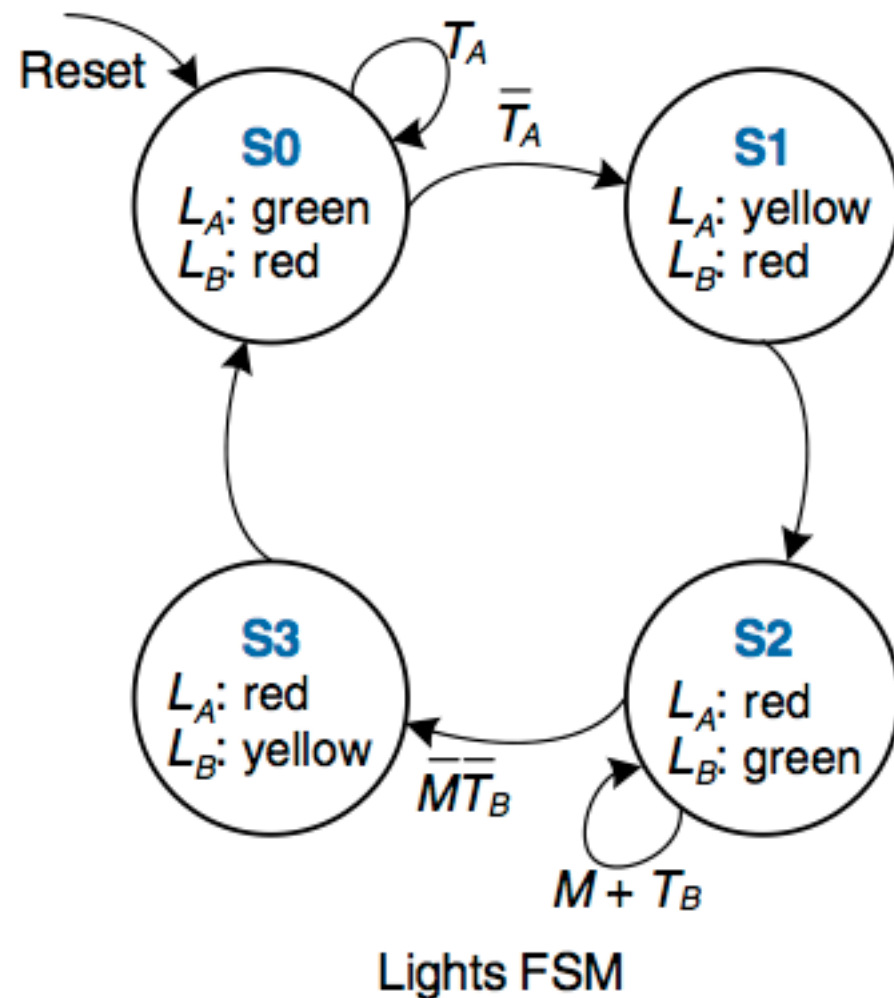 Reset
T_A
T̅_A
S0
L_A: green
L_B: red
S1
L_A: yellow
L_B: red
S3
L_A: red
L_B: yellow
S2
L_A: red
L_B: green
M̅T̅_B
M + T_B
Lights FSM